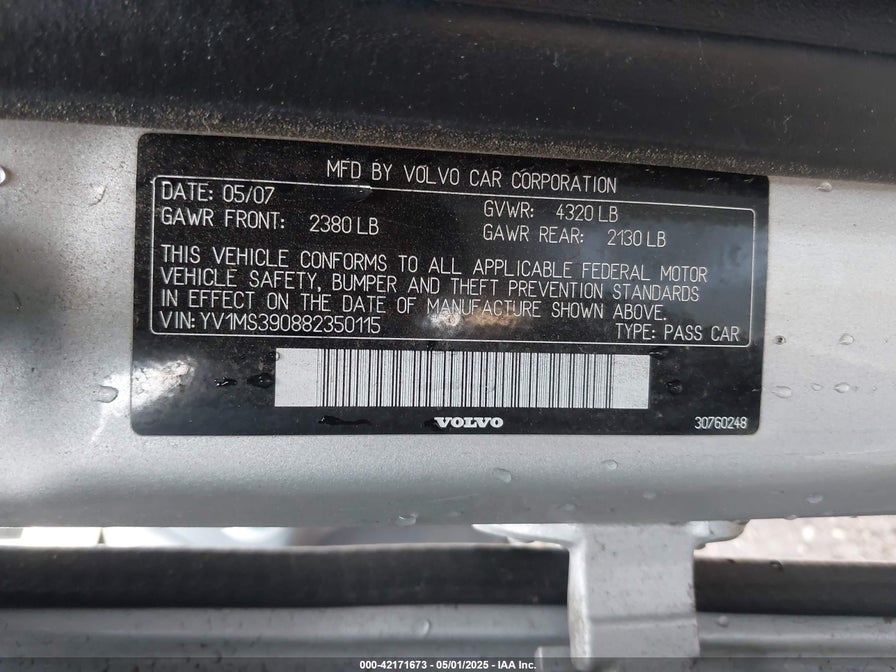 MFD BY VOLVO CAR CORPORATION
DATE: 05/07 GVWR: 4320 LB
GAWR FRONT: 2380 LB GAWR REAR: 2130 LB
THIS VEHICLE CONFORMS TO ALL APPLICABLE FEDERAL MOTOR
VEHICLE SAFETY, BUMPER AND THEFT PREVENTION STANDARDS
IN EFFECT ON THE DATE OF MANUFACTURE SHOWN ABOVE.
VIN: YV1MS390882350115 TYPE: PASS CAR
VOLVO
30760248
000-42171673 — 05/01/2025 — IAA Inc.